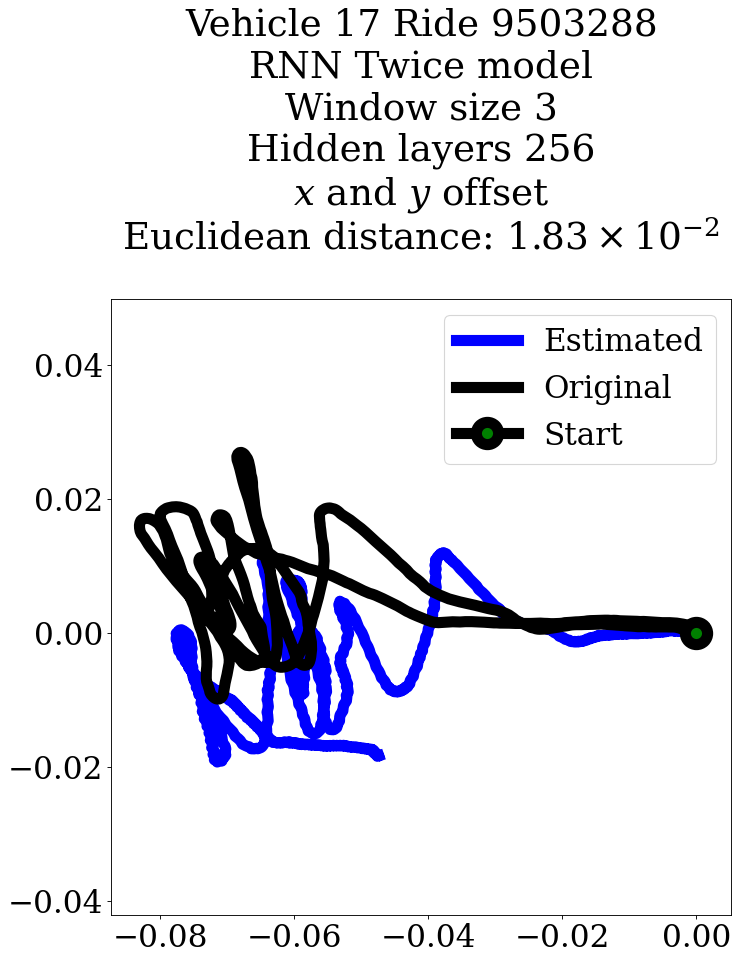 Vehicle 17 Ride 9503288
RNN Twice model
Window size 3
Hidden layers 256
x and y offset
Euclidean distance: 1.83 × 10⁻²
Estimated
Original
Start
0.04
0.02
0.00
−0.02
−0.04
−0.08 −0.06 −0.04 −0.02 0.00